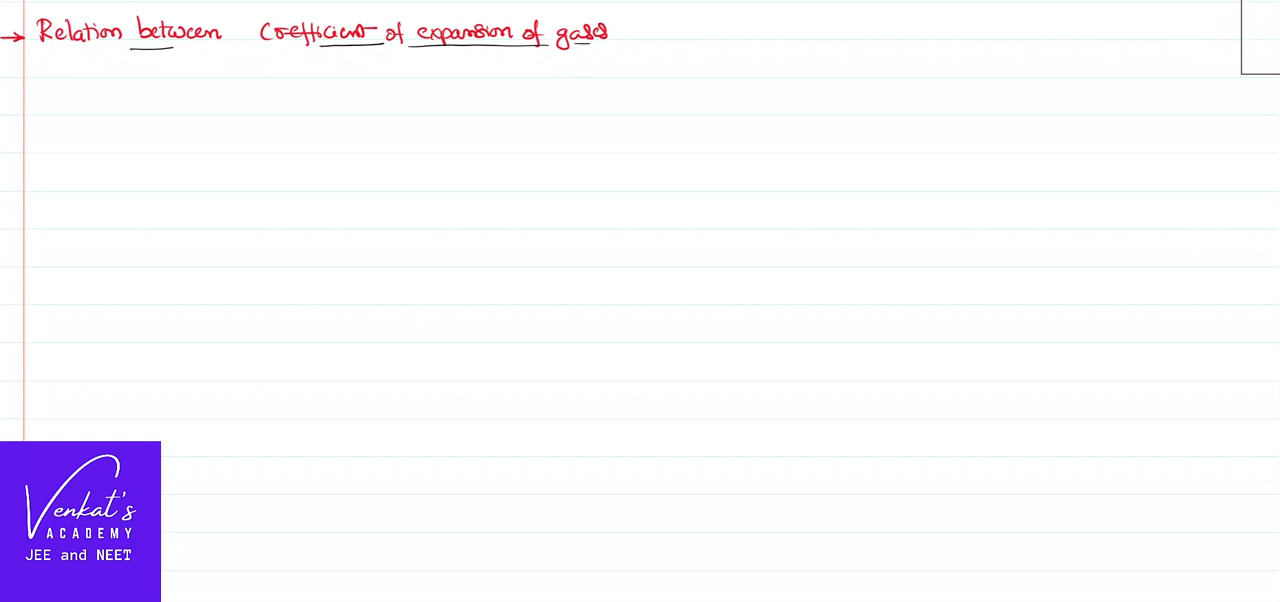 → Relation between Coefficient of expansion of gases
Venkat's
ACADEMY
JEE and NEET